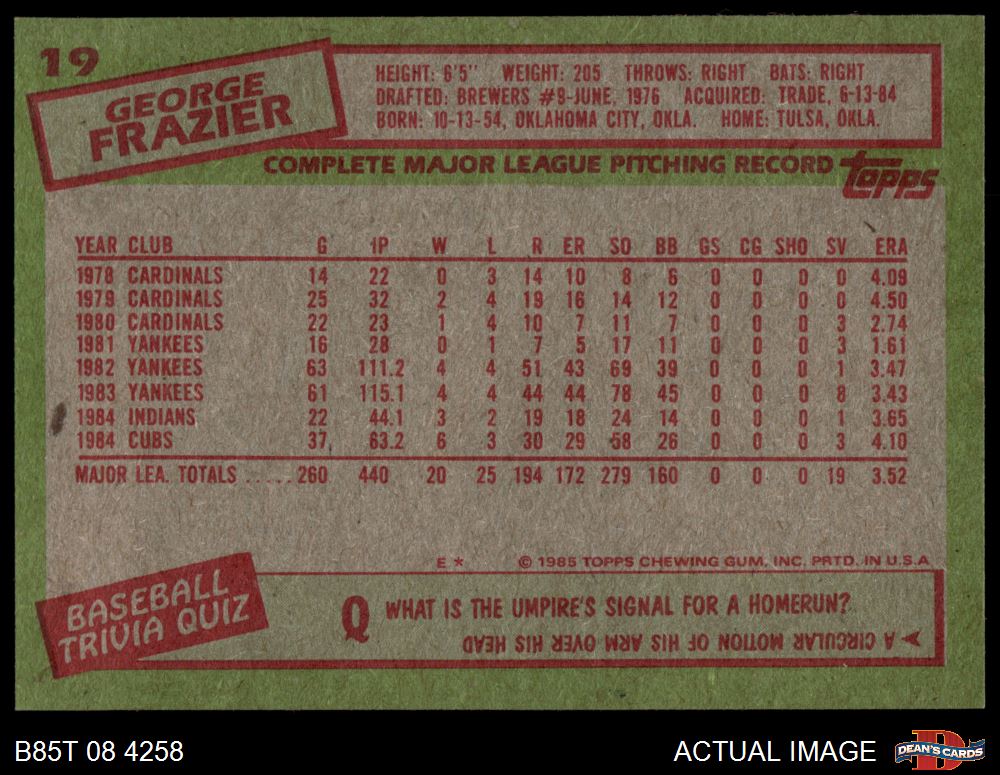 19
GEORGE
FRAZIER
HEIGHT: 6'5" WEIGHT: 205 THROWS: RIGHT BATS: RIGHT
DRAFTED: BREWERS #9-JUNE, 1976 ACQUIRED: TRADE, 6-13-84
BORN: 10-13-54, OKLAHOMA CITY, OKLA. HOME: TULSA, OKLA.
COMPLETE MAJOR LEAGUE PITCHING RECORD topps
YEAR CLUB G IP W L R ER SO BB GS CG SHO SV ERA
1978 CARDINALS 14 22 0 3 14 10 8 6 0 0 0 0 4.09
1979 CARDINALS 25 32 2 4 19 16 14 12 0 0 0 0 4.50
1980 CARDINALS 22 23 1 4 10 7 11 7 0 0 0 3 2.74
1981 YANKEES 16 28 0 1 7 5 17 11 0 0 0 3 1.61
1982 YANKEES 63 111.2 4 4 51 43 69 39 0 0 0 1 3.47
1983 YANKEES 61 115.1 4 4 44 44 78 45 0 0 0 8 3.43
1984 INDIANS 22 44.1 3 2 19 18 24 14 0 0 0 1 3.65
1984 CUBS 37 63.2 6 3 30 29 58 26 0 0 0 3 4.10
MAJOR LEA. TOTALS ..... 260 440 20 25 194 172 279 160 0 0 0 19 3.52
E * © 1985 TOPPS CHEWING GUM, INC. PRTD. IN U.S.A.
BASEBALL
TRIVIA QUIZ
Q WHAT IS THE UMPIRE'S SIGNAL FOR A HOMERUN?
A CIRCULAR MOTION OF HIS ARM OVER HIS HEAD
B85T 08 4258
ACTUAL IMAGE
D
DEAN'S CARDS